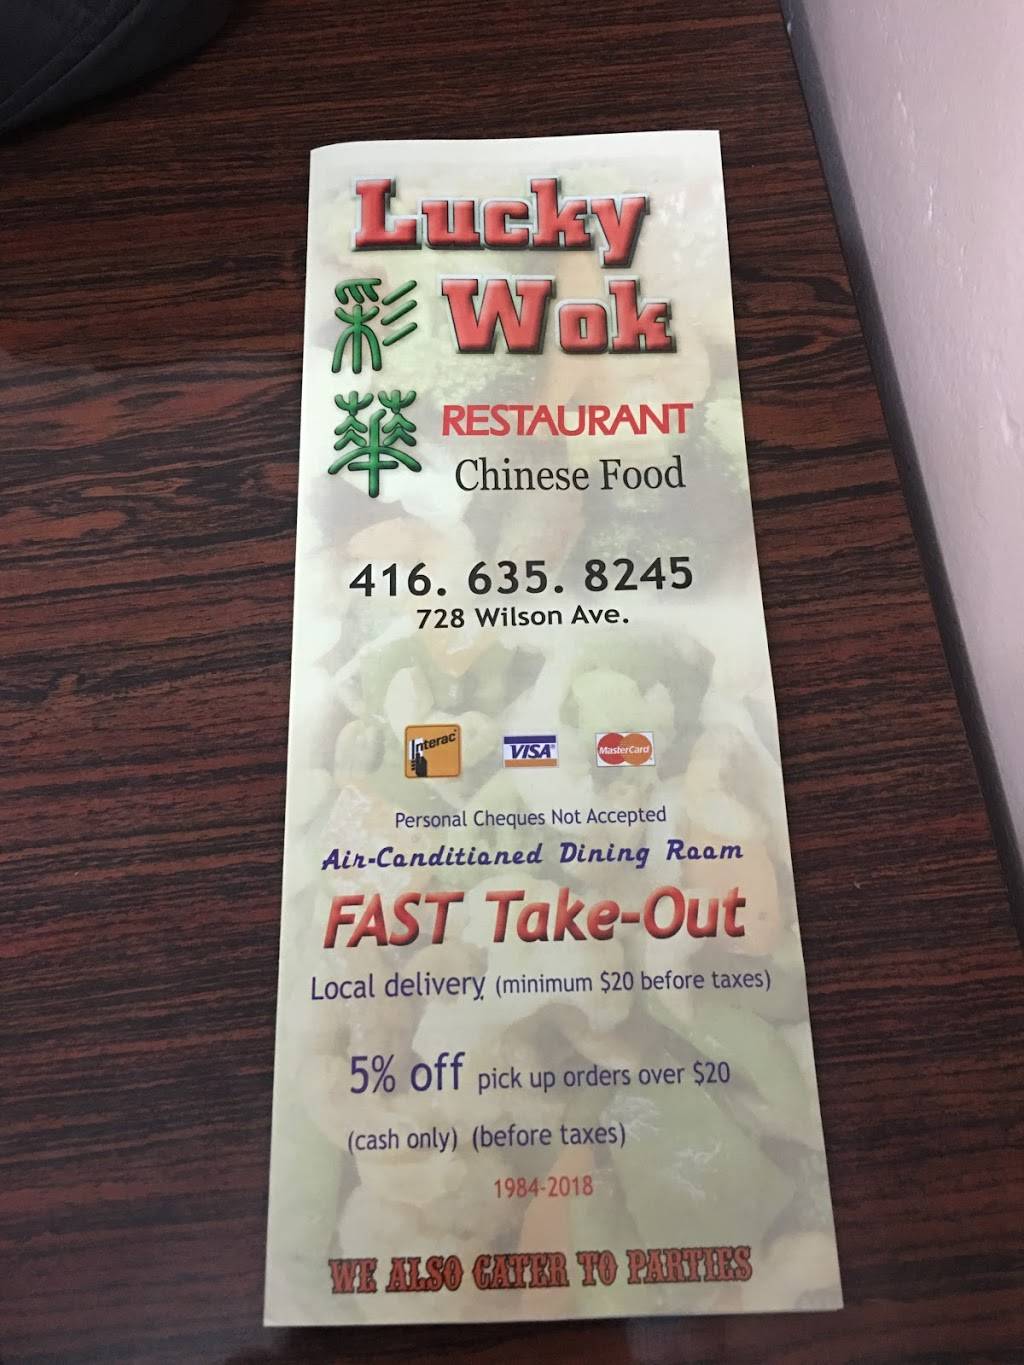 Lucky
Wok
彩華
RESTAURANT
Chinese Food
416. 635. 8245
728 Wilson Ave.
Interac
VISA
MasterCard
Personal Cheques Not Accepted
Air-Conditioned Dining Room
FAST Take-Out
Local delivery (minimum $20 before taxes)
5% off pick up orders over $20
(cash only) (before taxes)
1984-2018
WE ALSO CATER TO PARTIES